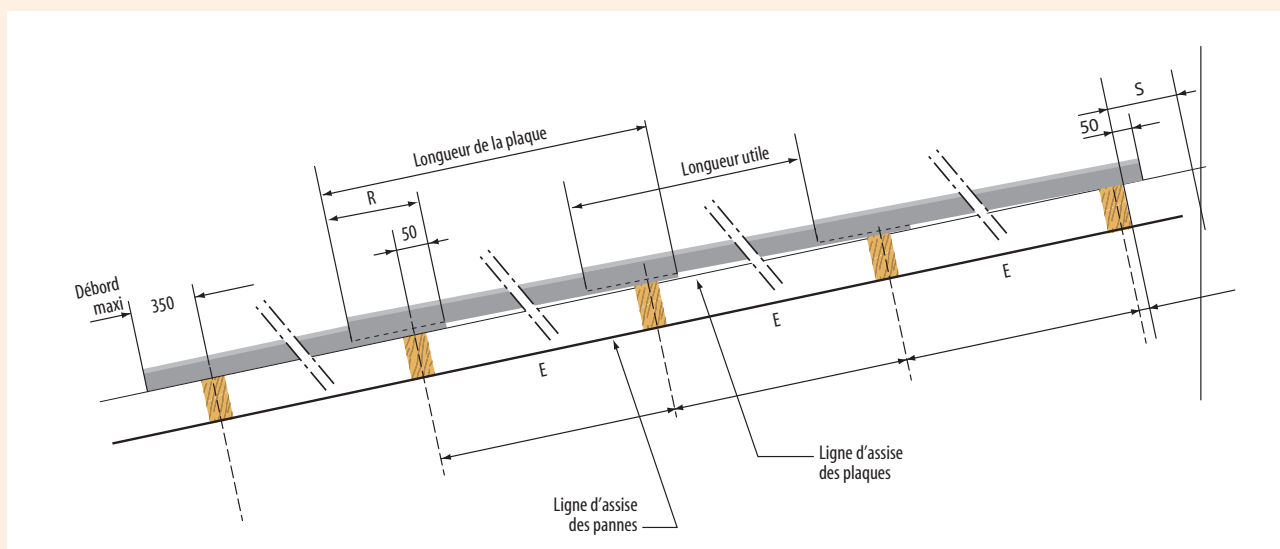 S
50
Longueur de la plaque
Longueur utile
R
50
Débord
maxi
350
E
E
E
Ligne d'assise
des plaques
Ligne d'assise
des pannes